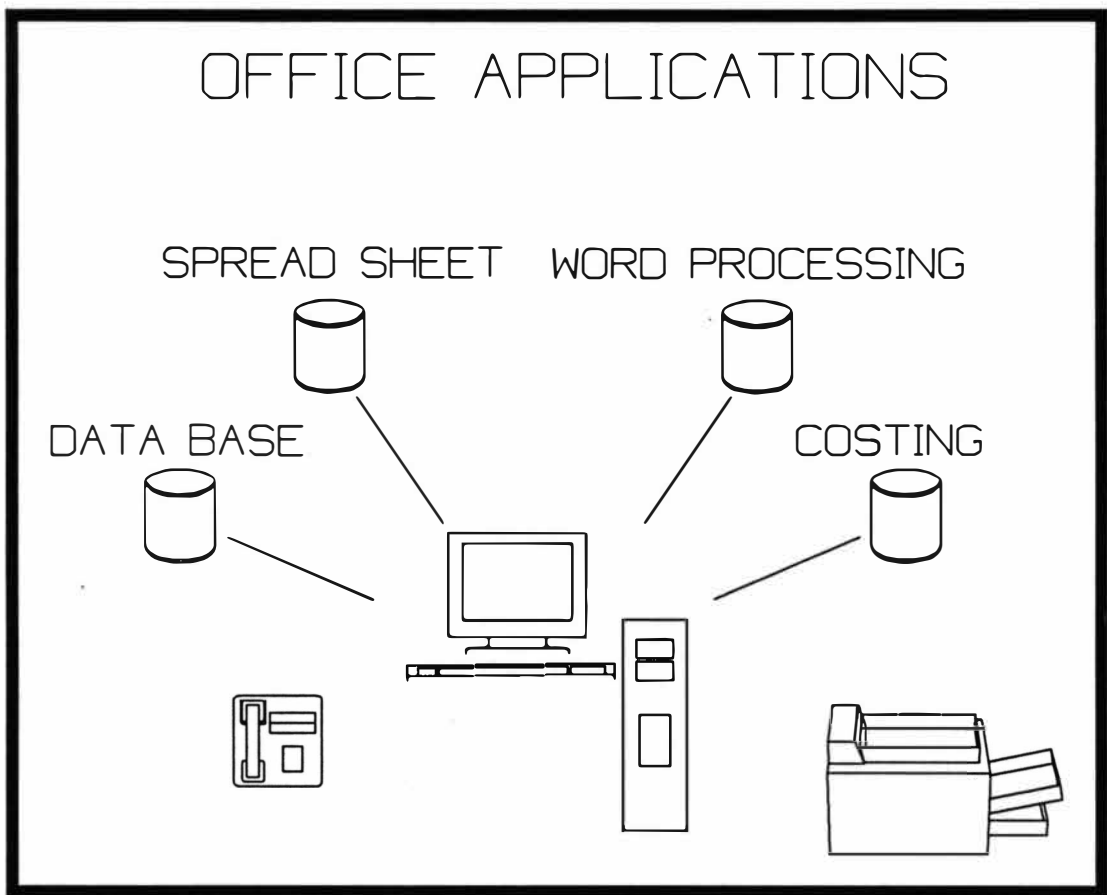 OFFICE APPLICATIONS
SPREAD SHEET WORD PROCESSING
DATA BASE COSTING